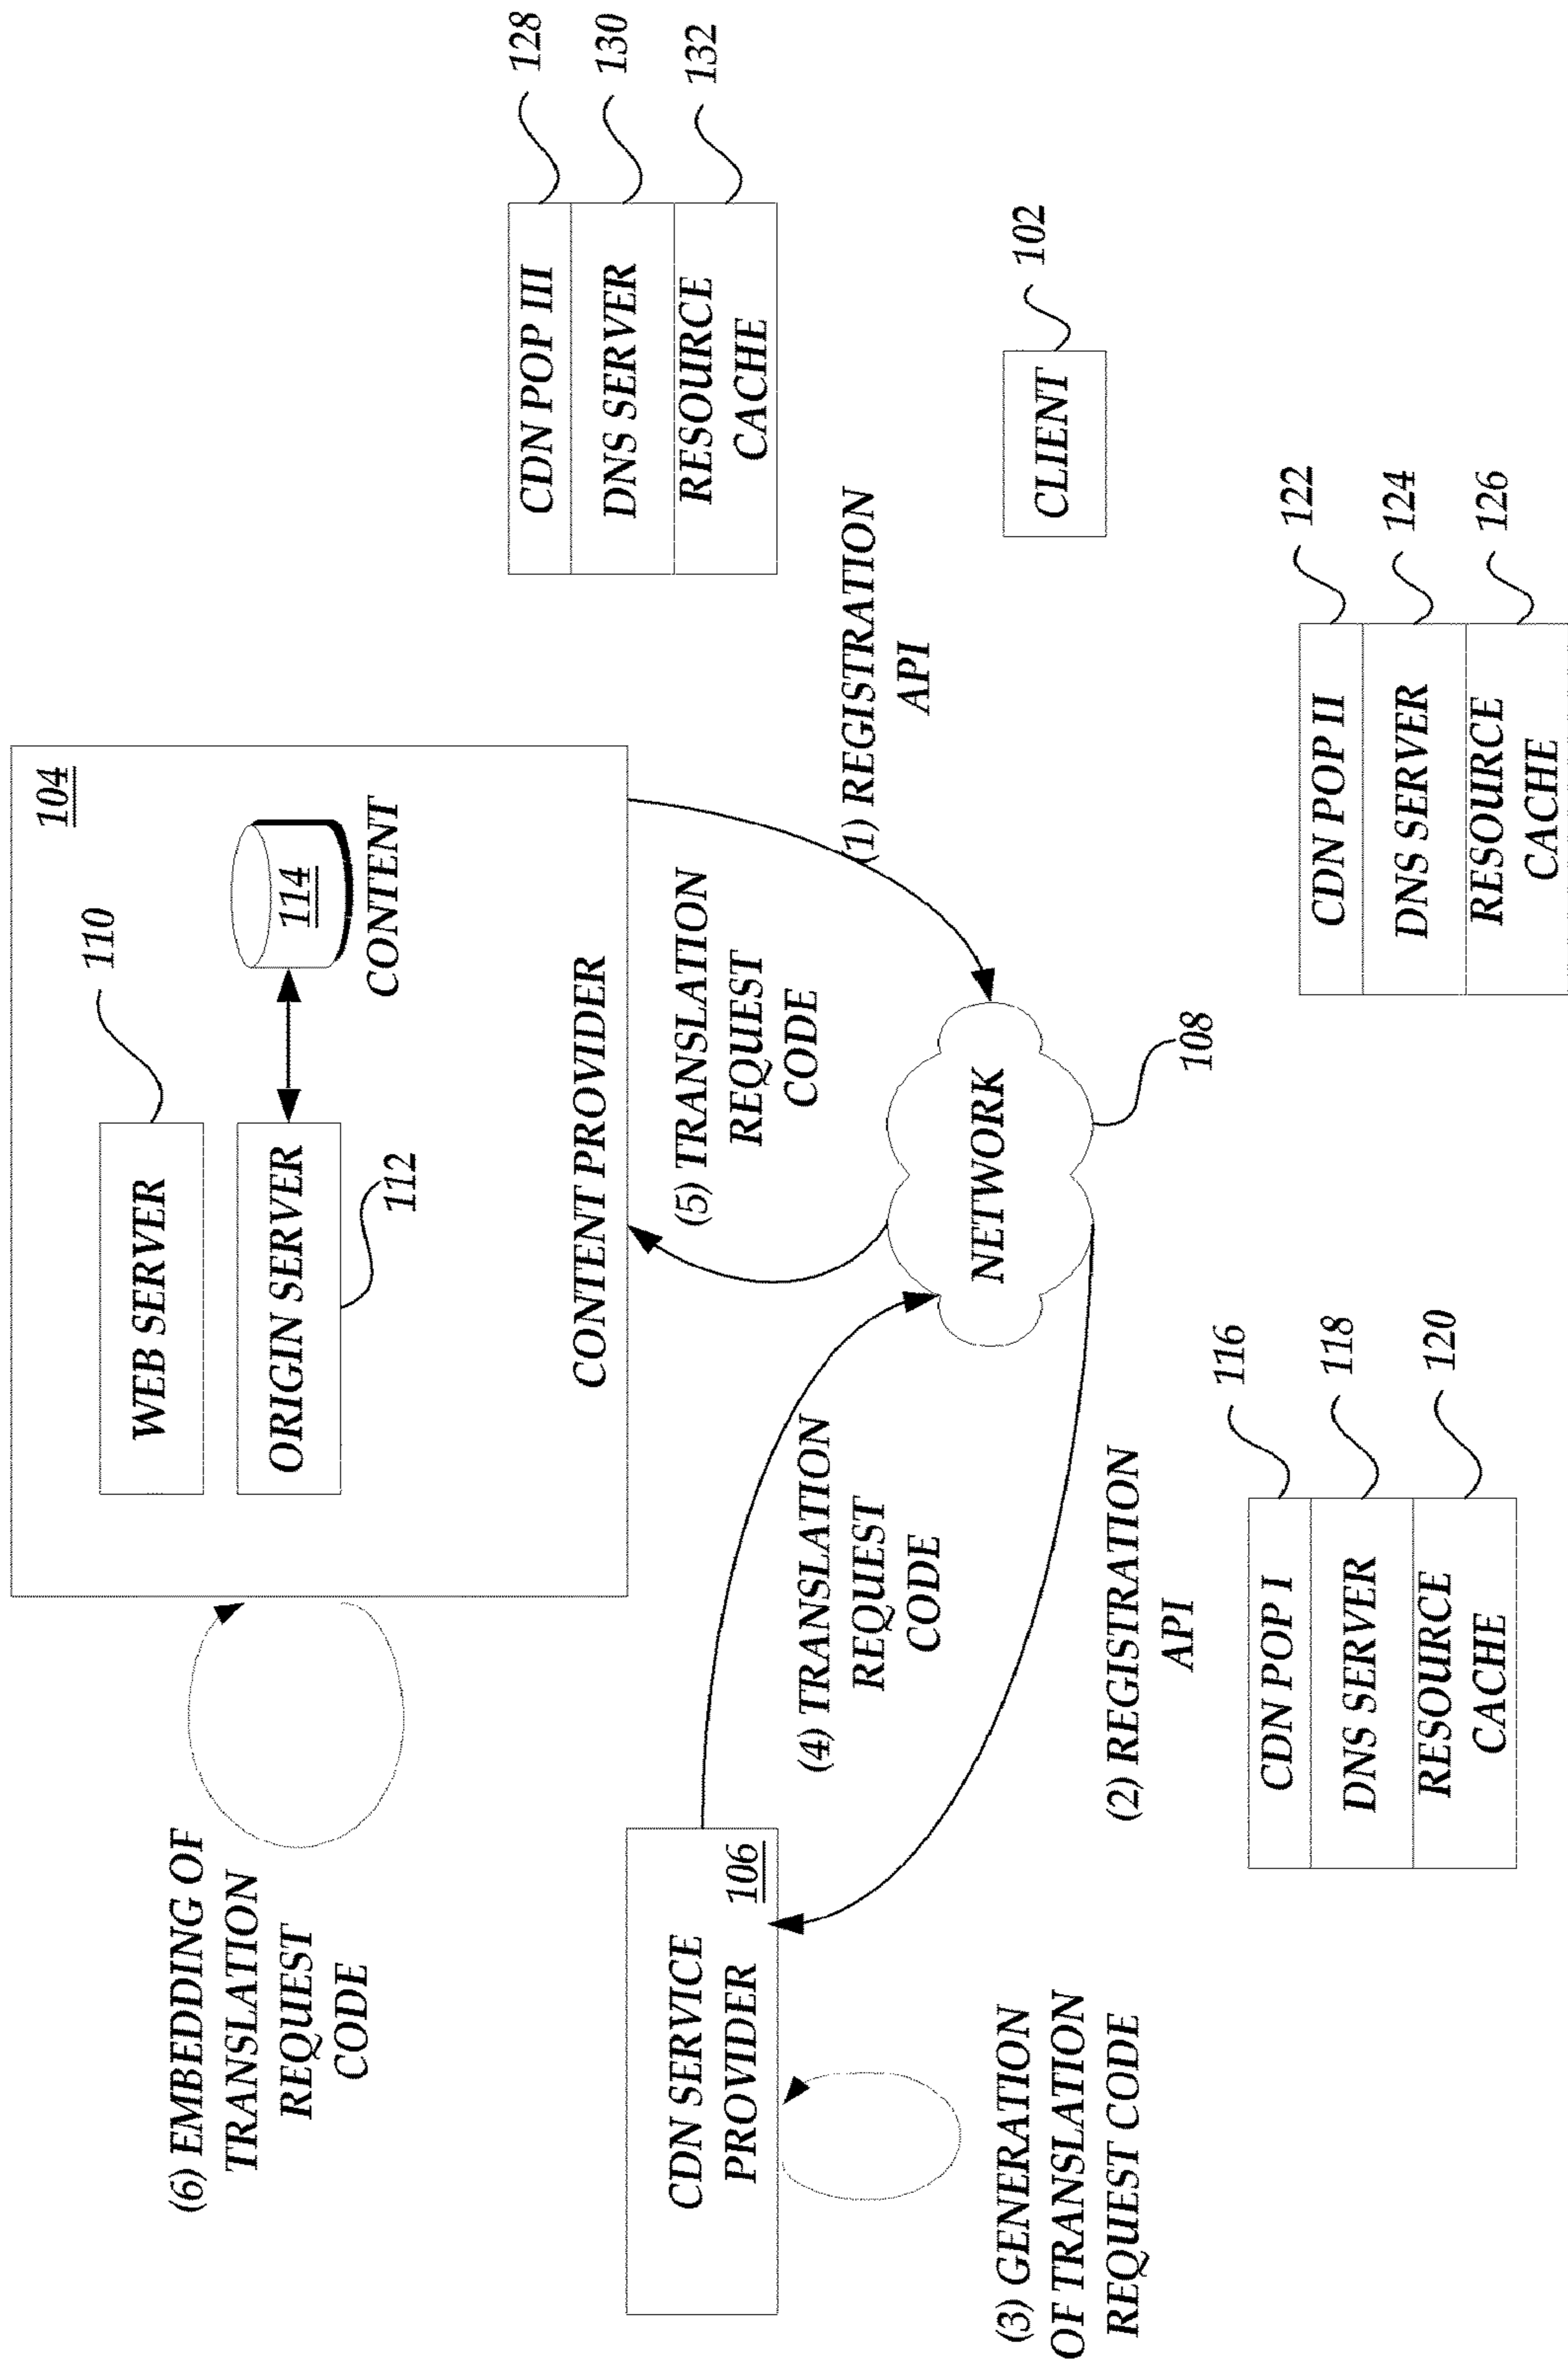 104
WEB SERVER
110
ORIGIN SERVER
112
114
CONTENT
CONTENT PROVIDER
(6) EMBEDDING OF
TRANSLATION
REQUEST
CODE
CDN SERVICE
PROVIDER
106
(3) GENERATION
OF TRANSLATION
REQUEST CODE
(4) TRANSLATION
REQUEST
CODE
(5) TRANSLATION
REQUEST
CODE
(1) REGISTRATION
API
NETWORK
108
(2) REGISTRATION
API
CDN POP III
128
DNS SERVER
130
RESOURCE
CACHE
132
CLIENT
102
CDN POP I
116
DNS SERVER
118
RESOURCE
CACHE
120
CDN POP II
122
DNS SERVER
124
RESOURCE
CACHE
126